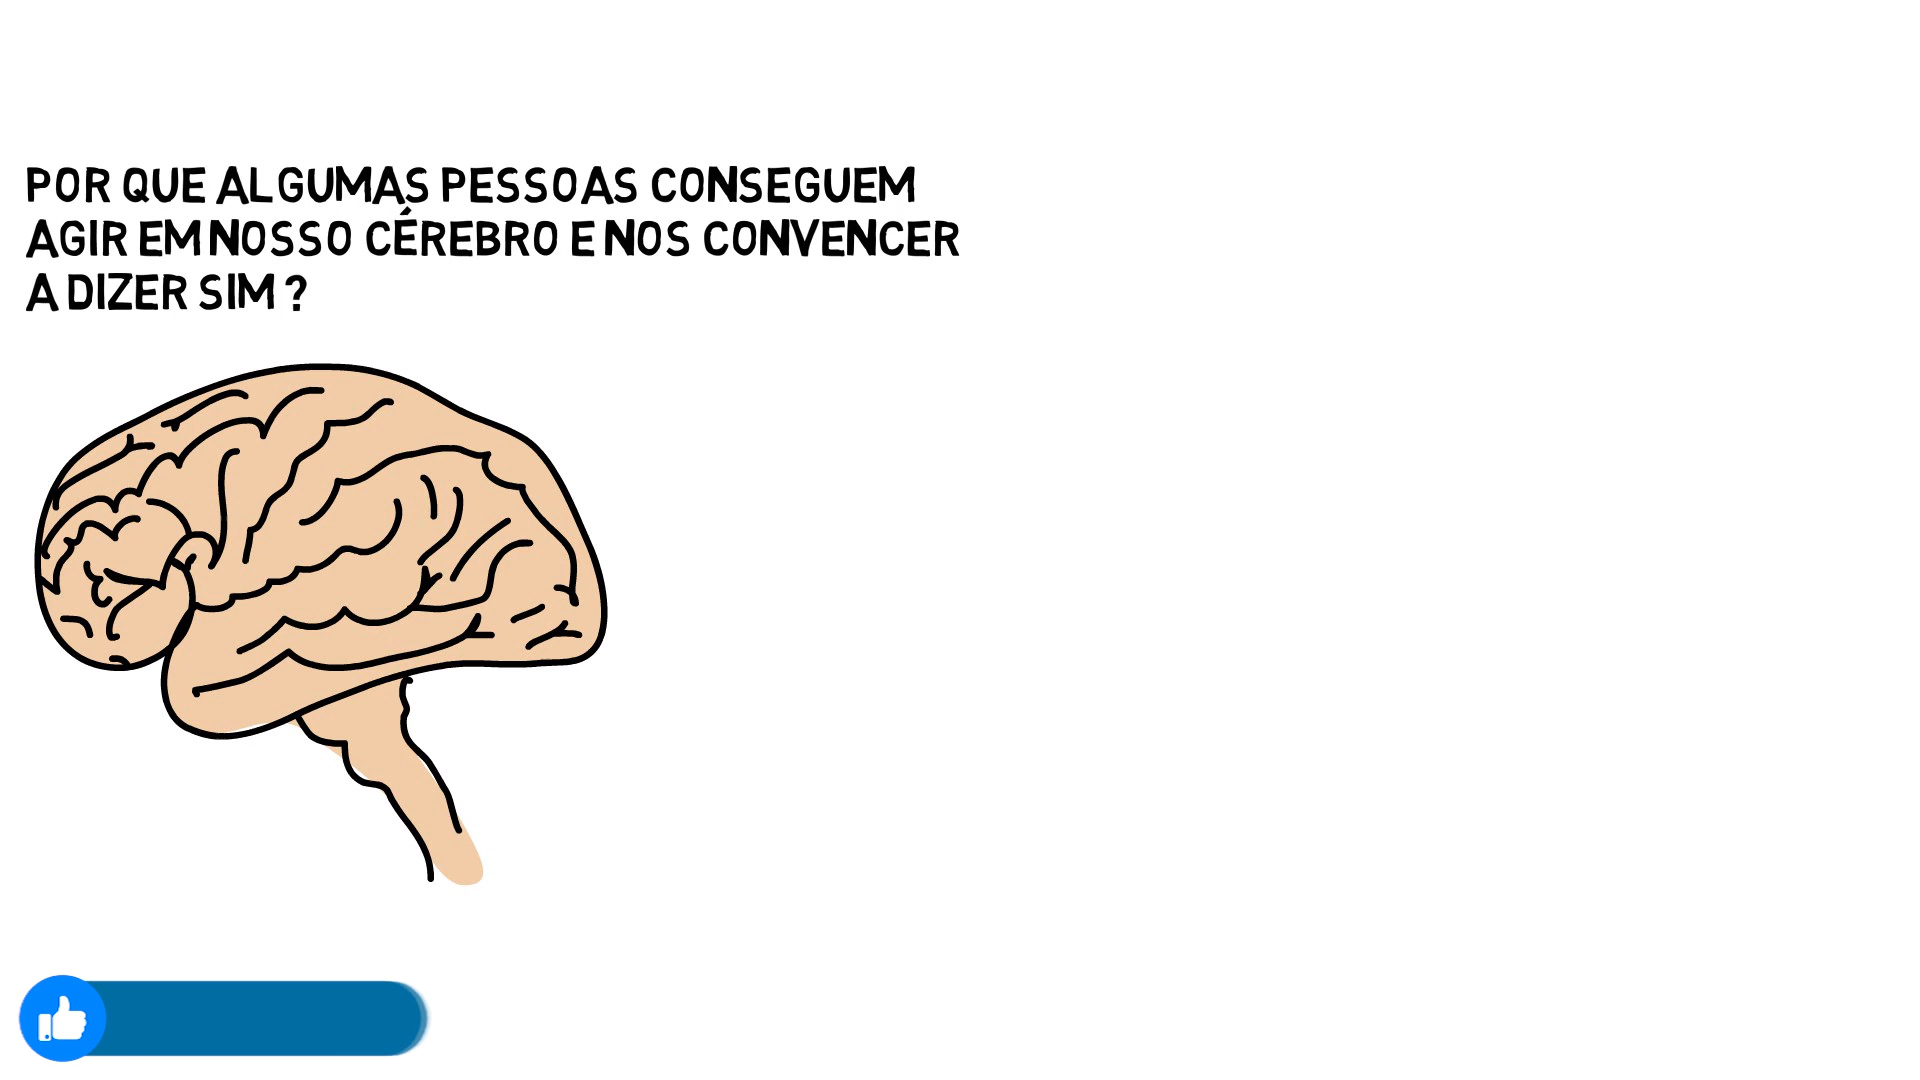 POR QUE ALGUMAS PESSOAS CONSEGUEM
AGIR EM NOSSO CÉREBRO E NOS CONVENCER
A DIZER SIM ?